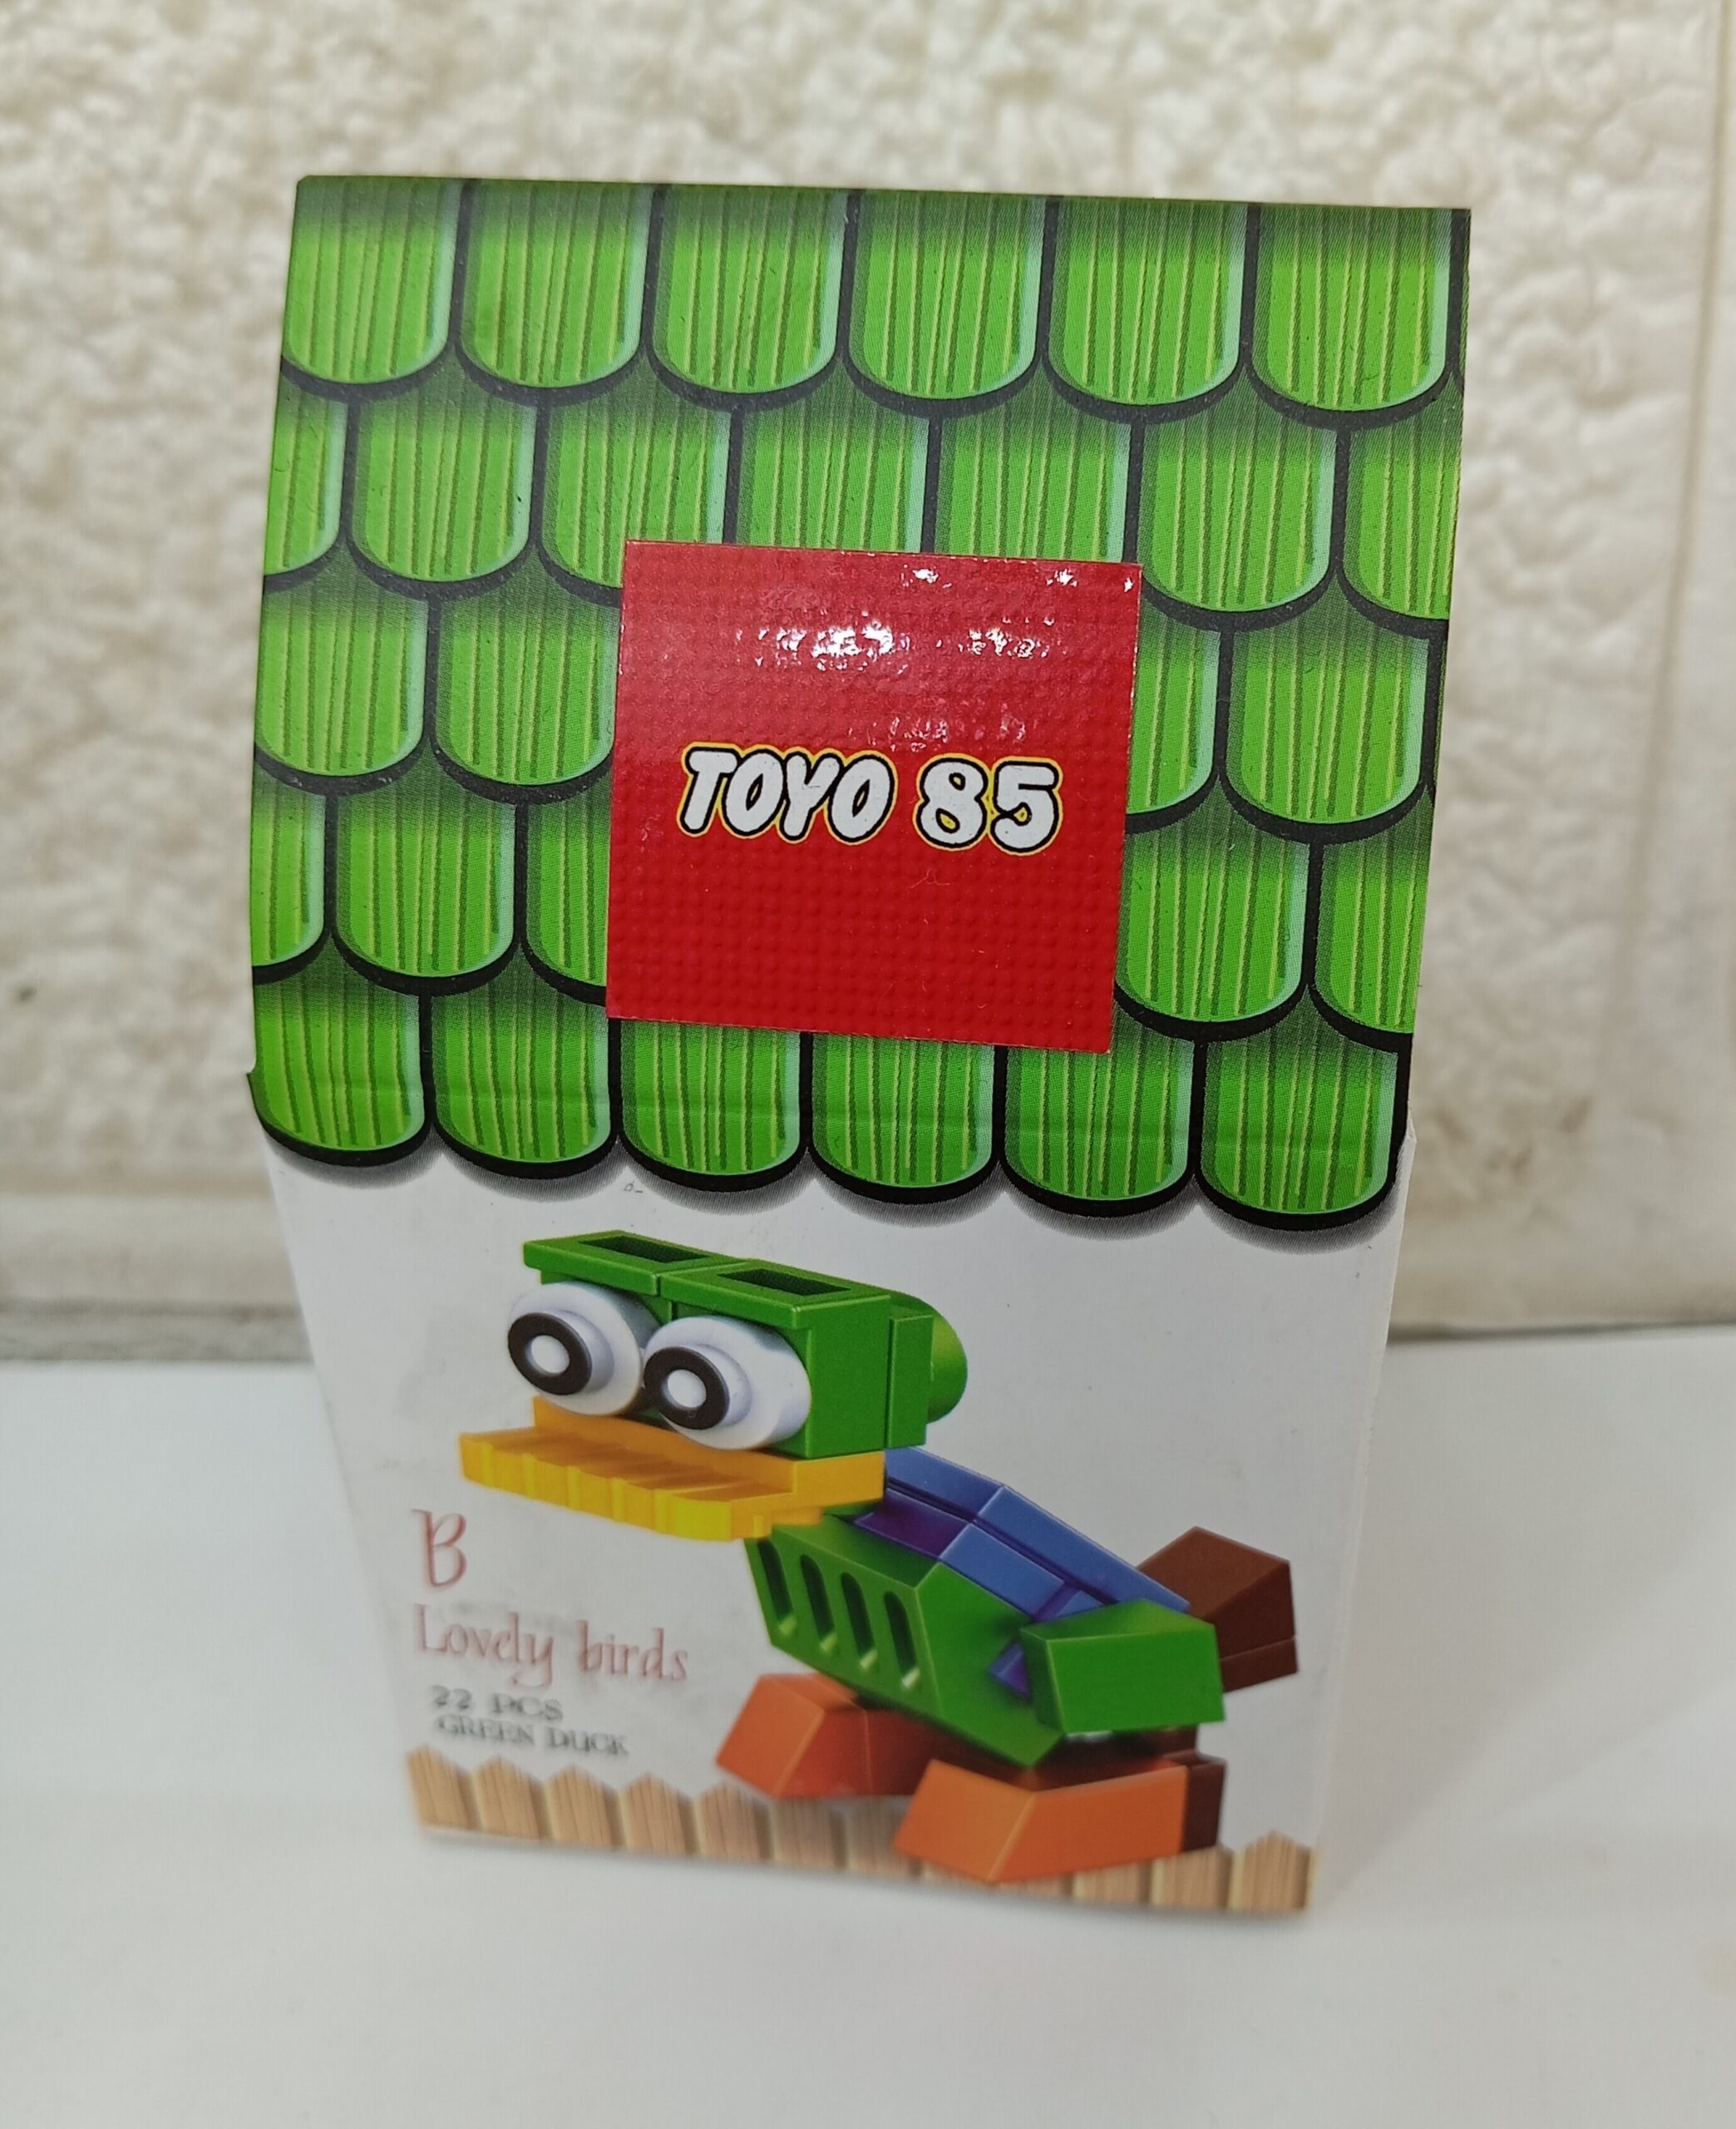 TOYO 85
B
Lovely birds
22 PCS
GREEN DUCK